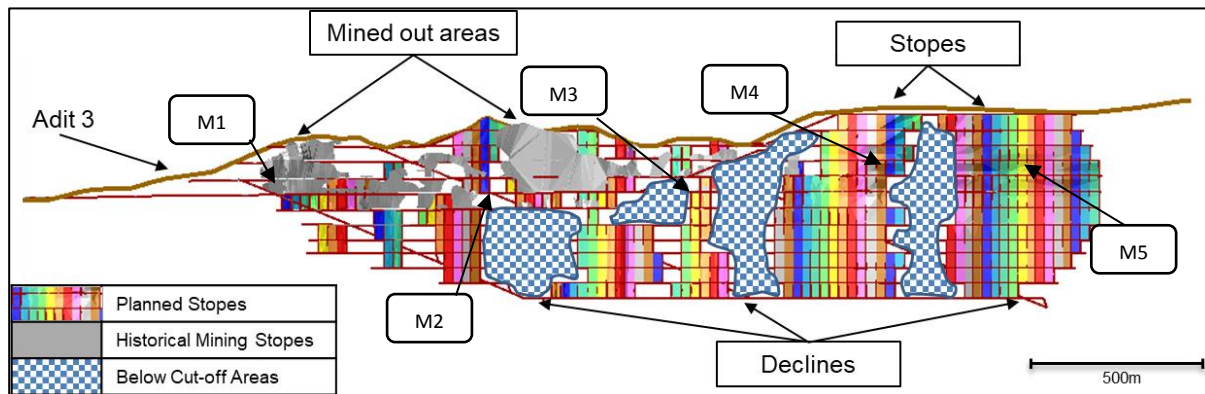 Mined out areas
Stopes
Adit 3
M1
M3
M4
M2
M5
Planned Stopes
Historical Mining Stopes
Below Cut-off Areas
Declines
500m